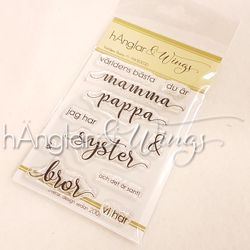 hÄnglar & Wings
världens bästa
du är
mamma
pappa
jag har
&
hÄnglar & Wings
syster
och det är sant!
bror
vi har